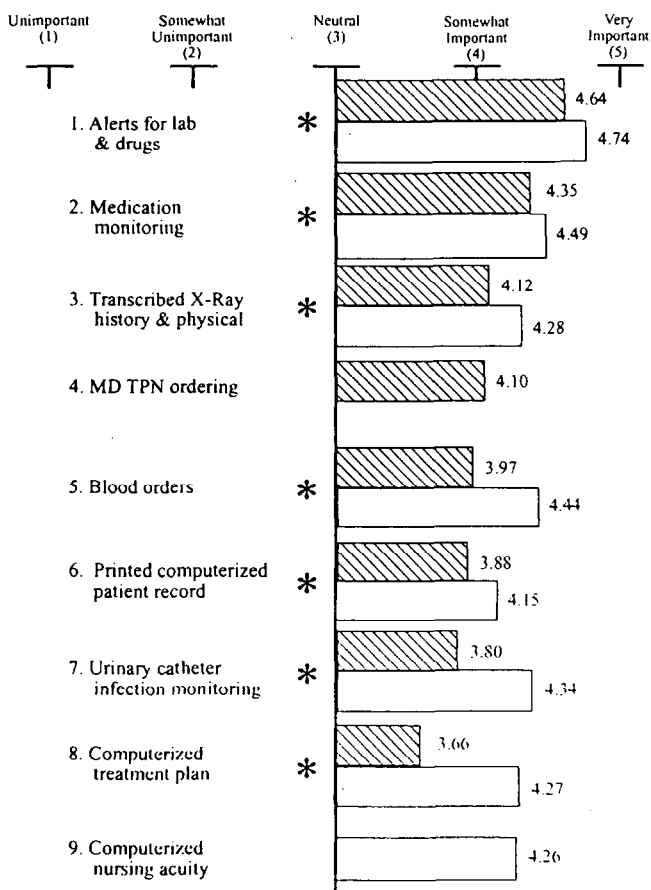 Unimportant
(1)
Somewhat
Unimportant
(2)
Neutral
(3)
Somewhat
Important
(4)
Very
Important
(5)
1. Alerts for lab
& drugs
*
4.64
4.74
2. Medication
monitoring
*
4.35
4.49
3. Transcribed X-Ray
history & physical
*
4.12
4.28
4. MD TPN ordering
4.10
5. Blood orders
*
3.97
4.44
6. Printed computerized
patient record
*
3.88
4.15
7. Urinary catheter
infection monitoring
*
3.80
4.34
8. Computerized
treatment plan
*
3.66
4.27
9. Computerized
nursing acuity
4.26